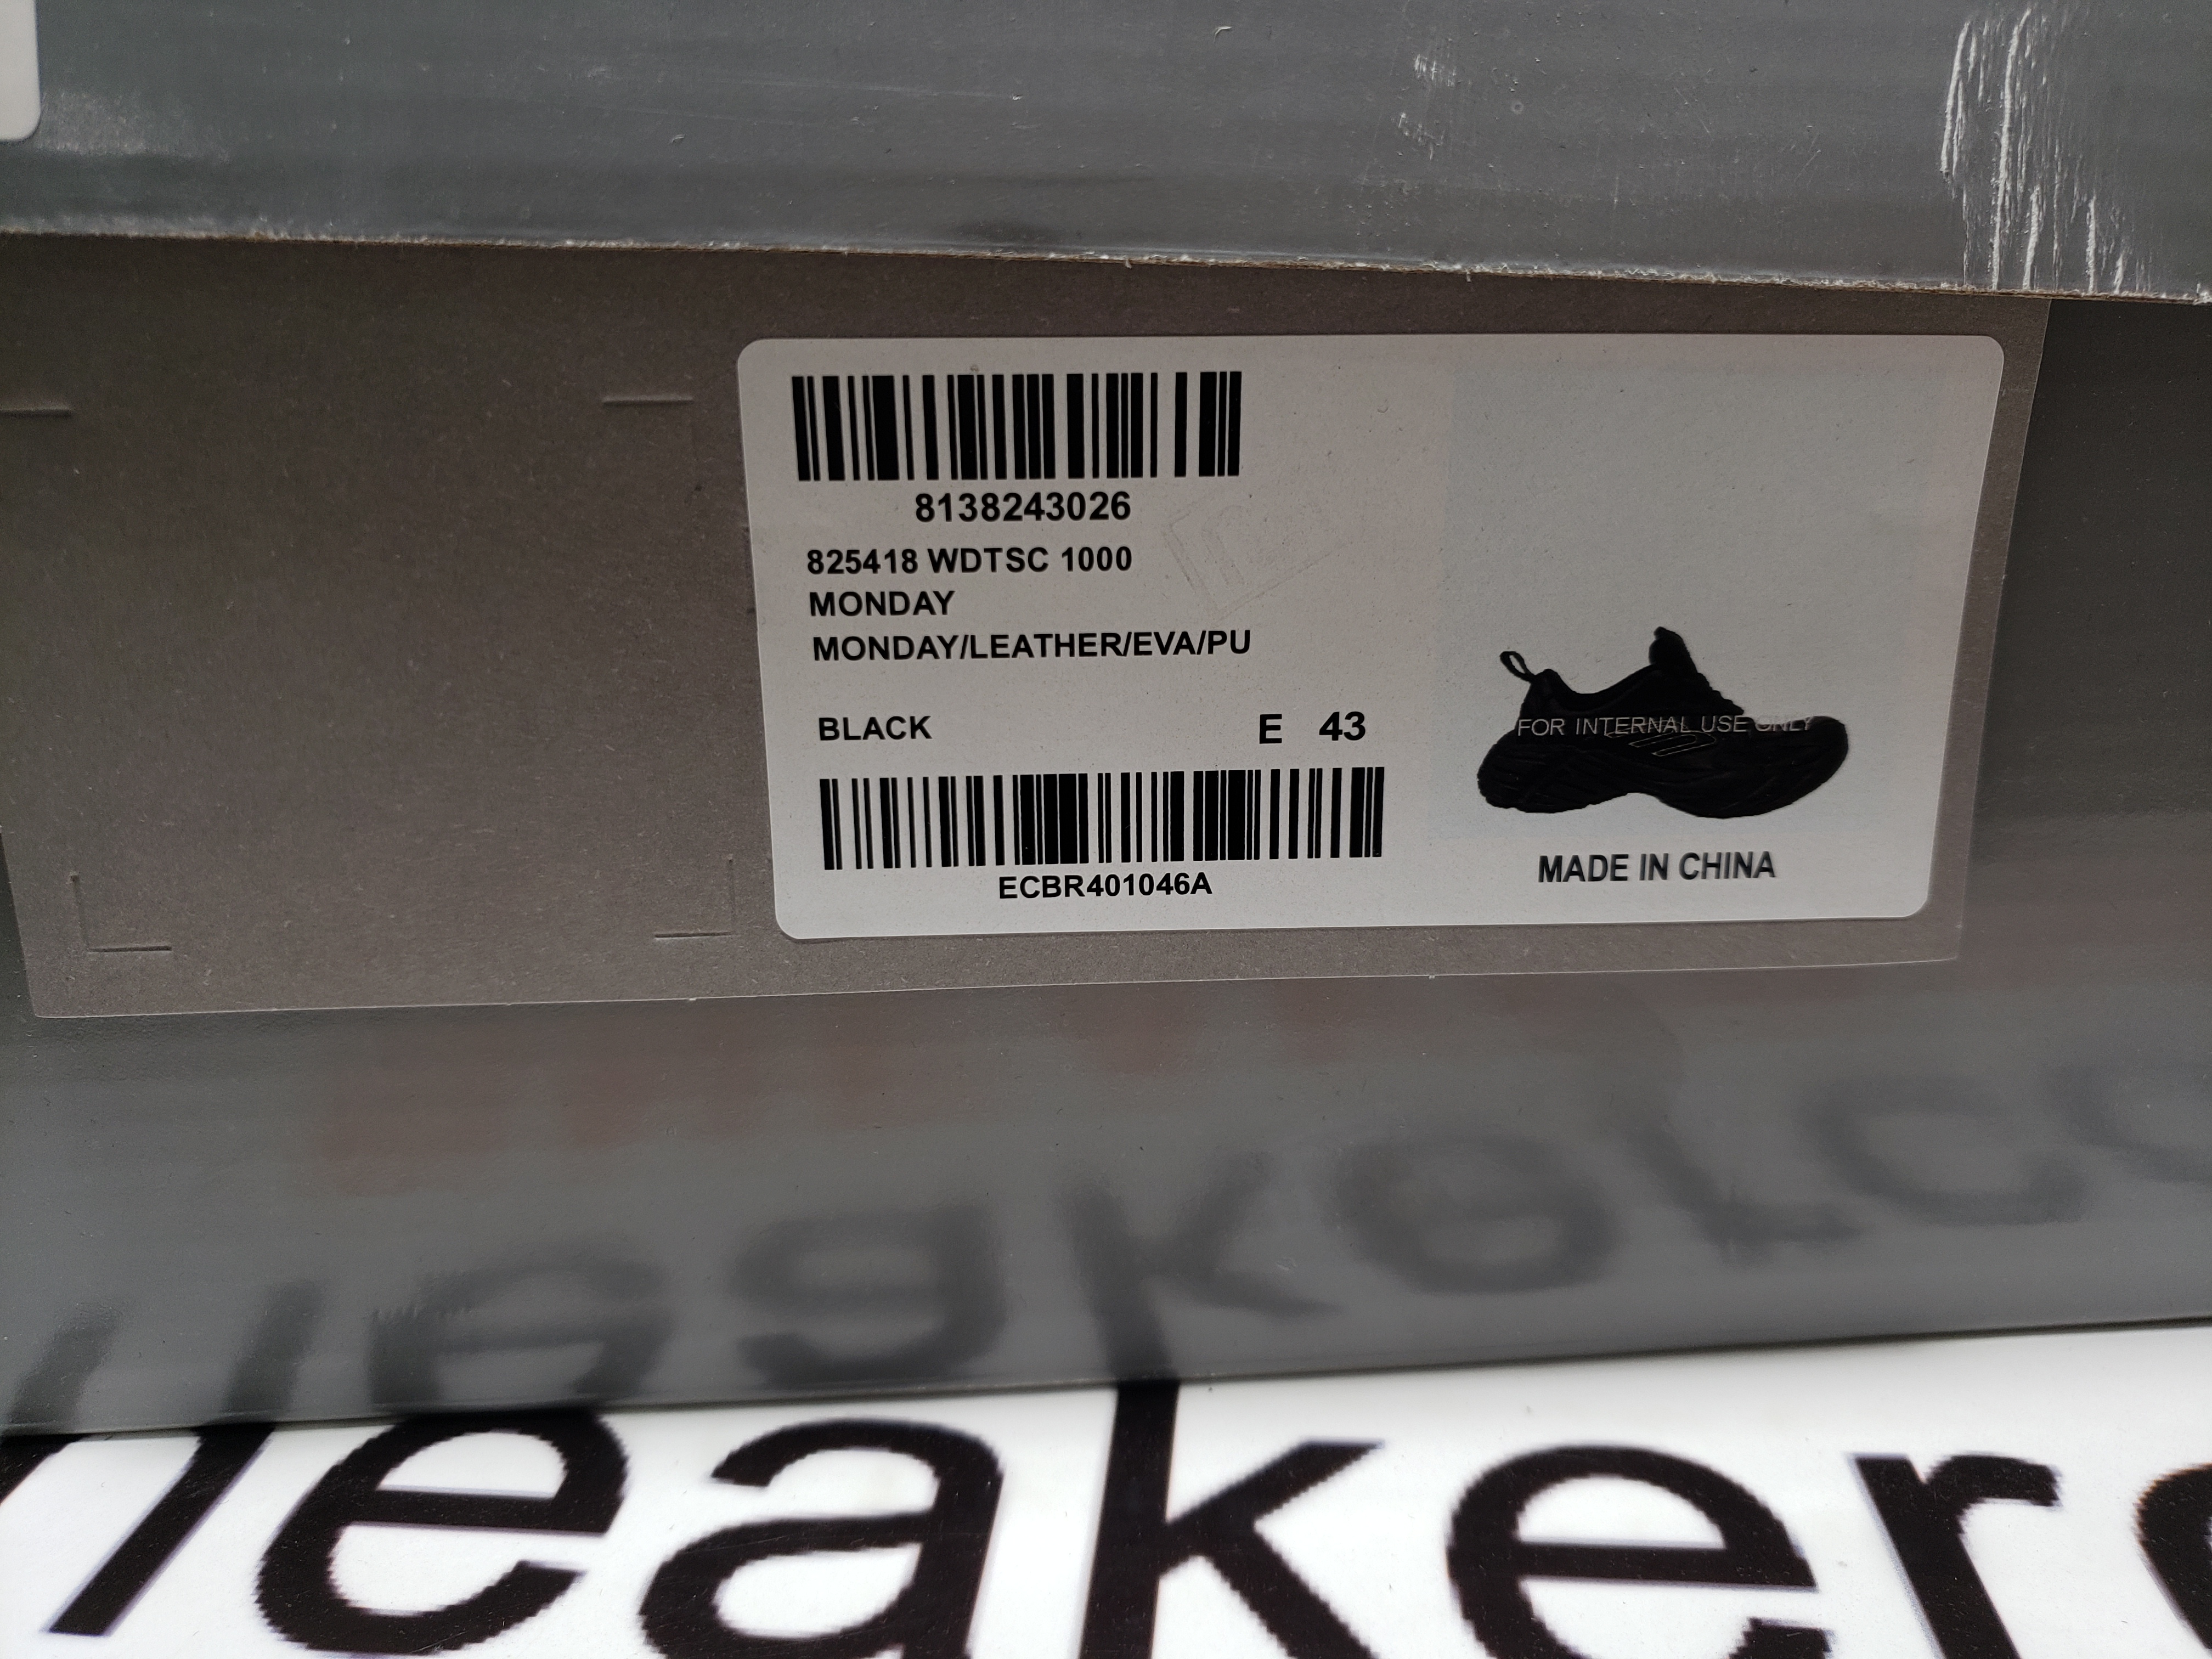 8138243026
825418 WDTSC 1000
MONDAY
MONDAY/LEATHER/EVA/PU
BLACK E 43
FOR INTERNAL USE ONLY
ECBR401046A
MADE IN CHINA
neaker